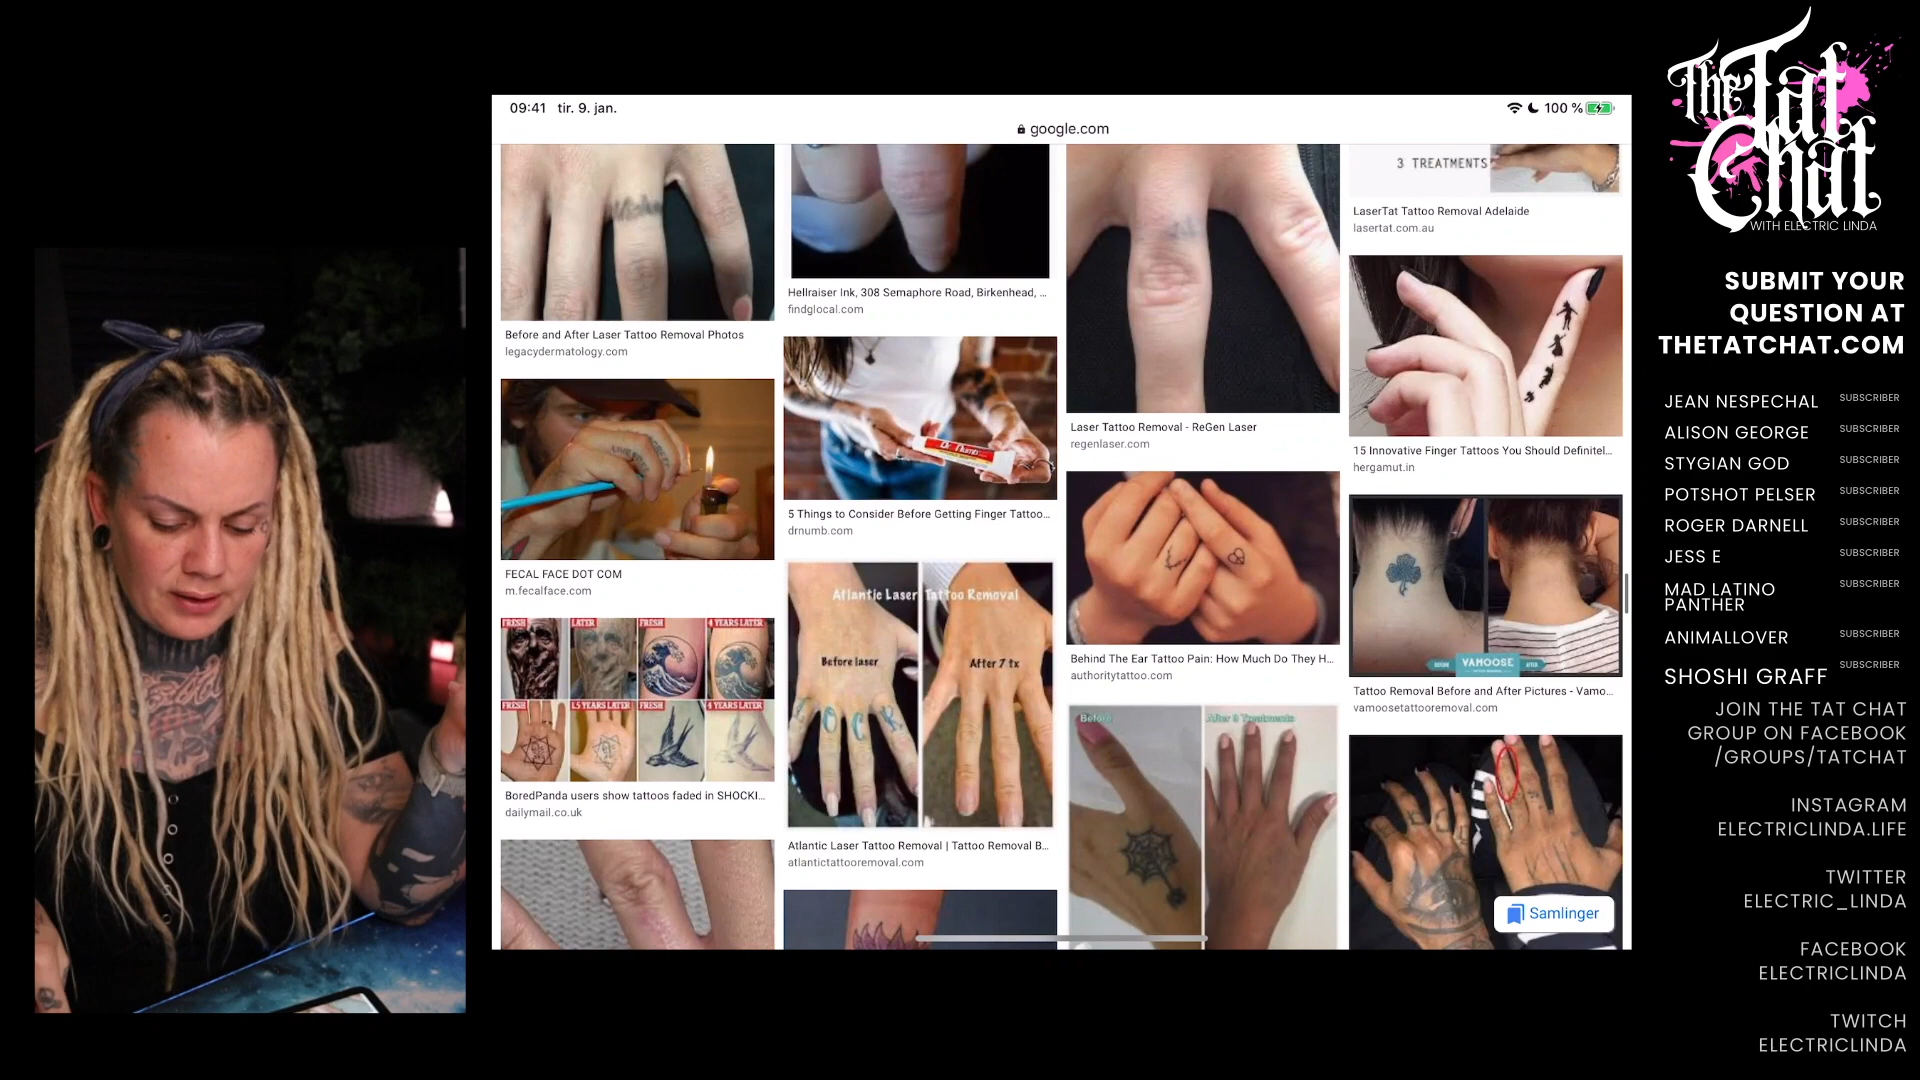 09:41 tir. 9. jan.
100 %
google.com
Before and After Laser Tattoo Removal Photos
legacydermatology.com
FECAL FACE DOT COM
m.fecalface.com
FRESH LATER FRESH 4 YEARS LATER
FRESH 1.5 YEARS LATER FRESH 4 YEARS LATER
BoredPanda users show tattoos faded in SHOCKI...
dailymail.co.uk
Hellraiser Ink, 308 Semaphore Road, Birkenhead, ...
findglocal.com
Dr. Numb
5 Things to Consider Before Getting Finger Tattoo...
drnumb.com
Atlantic Laser Tattoo Removal
Before laser
After 7 tx
Atlantic Laser Tattoo Removal | Tattoo Removal B...
atlantictattooremoval.com
Laser Tattoo Removal - ReGen Laser
regenlaser.com
Behind The Ear Tattoo Pain: How Much Do They H...
authoritytattoo.com
Before
3 TREATMENTS
LaserTat Tattoo Removal Adelaide
lasertat.com.au
15 Innovative Finger Tattoos You Should Definitel...
hergamut.in
BEFORE VAMOOSE AFTER
Tattoo Removal Before and After Pictures - Vamo...
vamoosetattooremoval.com
Samlinger
The Tat Chat
WITH ELECTRIC LINDA
SUBMIT YOUR
QUESTION AT
THETATCHAT.COM
JEAN NESPECHAL SUBSCRIBER
ALISON GEORGE SUBSCRIBER
STYGIAN GOD SUBSCRIBER
POTSHOT PELSER SUBSCRIBER
ROGER DARNELL SUBSCRIBER
JESS E SUBSCRIBER
MAD LATINO SUBSCRIBER
PANTHER
ANIMALLOVER SUBSCRIBER
SHOSHI GRAFF SUBSCRIBER
JOIN THE TAT CHAT
GROUP ON FACEBOOK
/GROUPS/TATCHAT
INSTAGRAM
ELECTRICLINDA.LIFE
TWITTER
ELECTRIC_LINDA
FACEBOOK
ELECTRICLINDA
TWITCH
ELECTRICLINDA